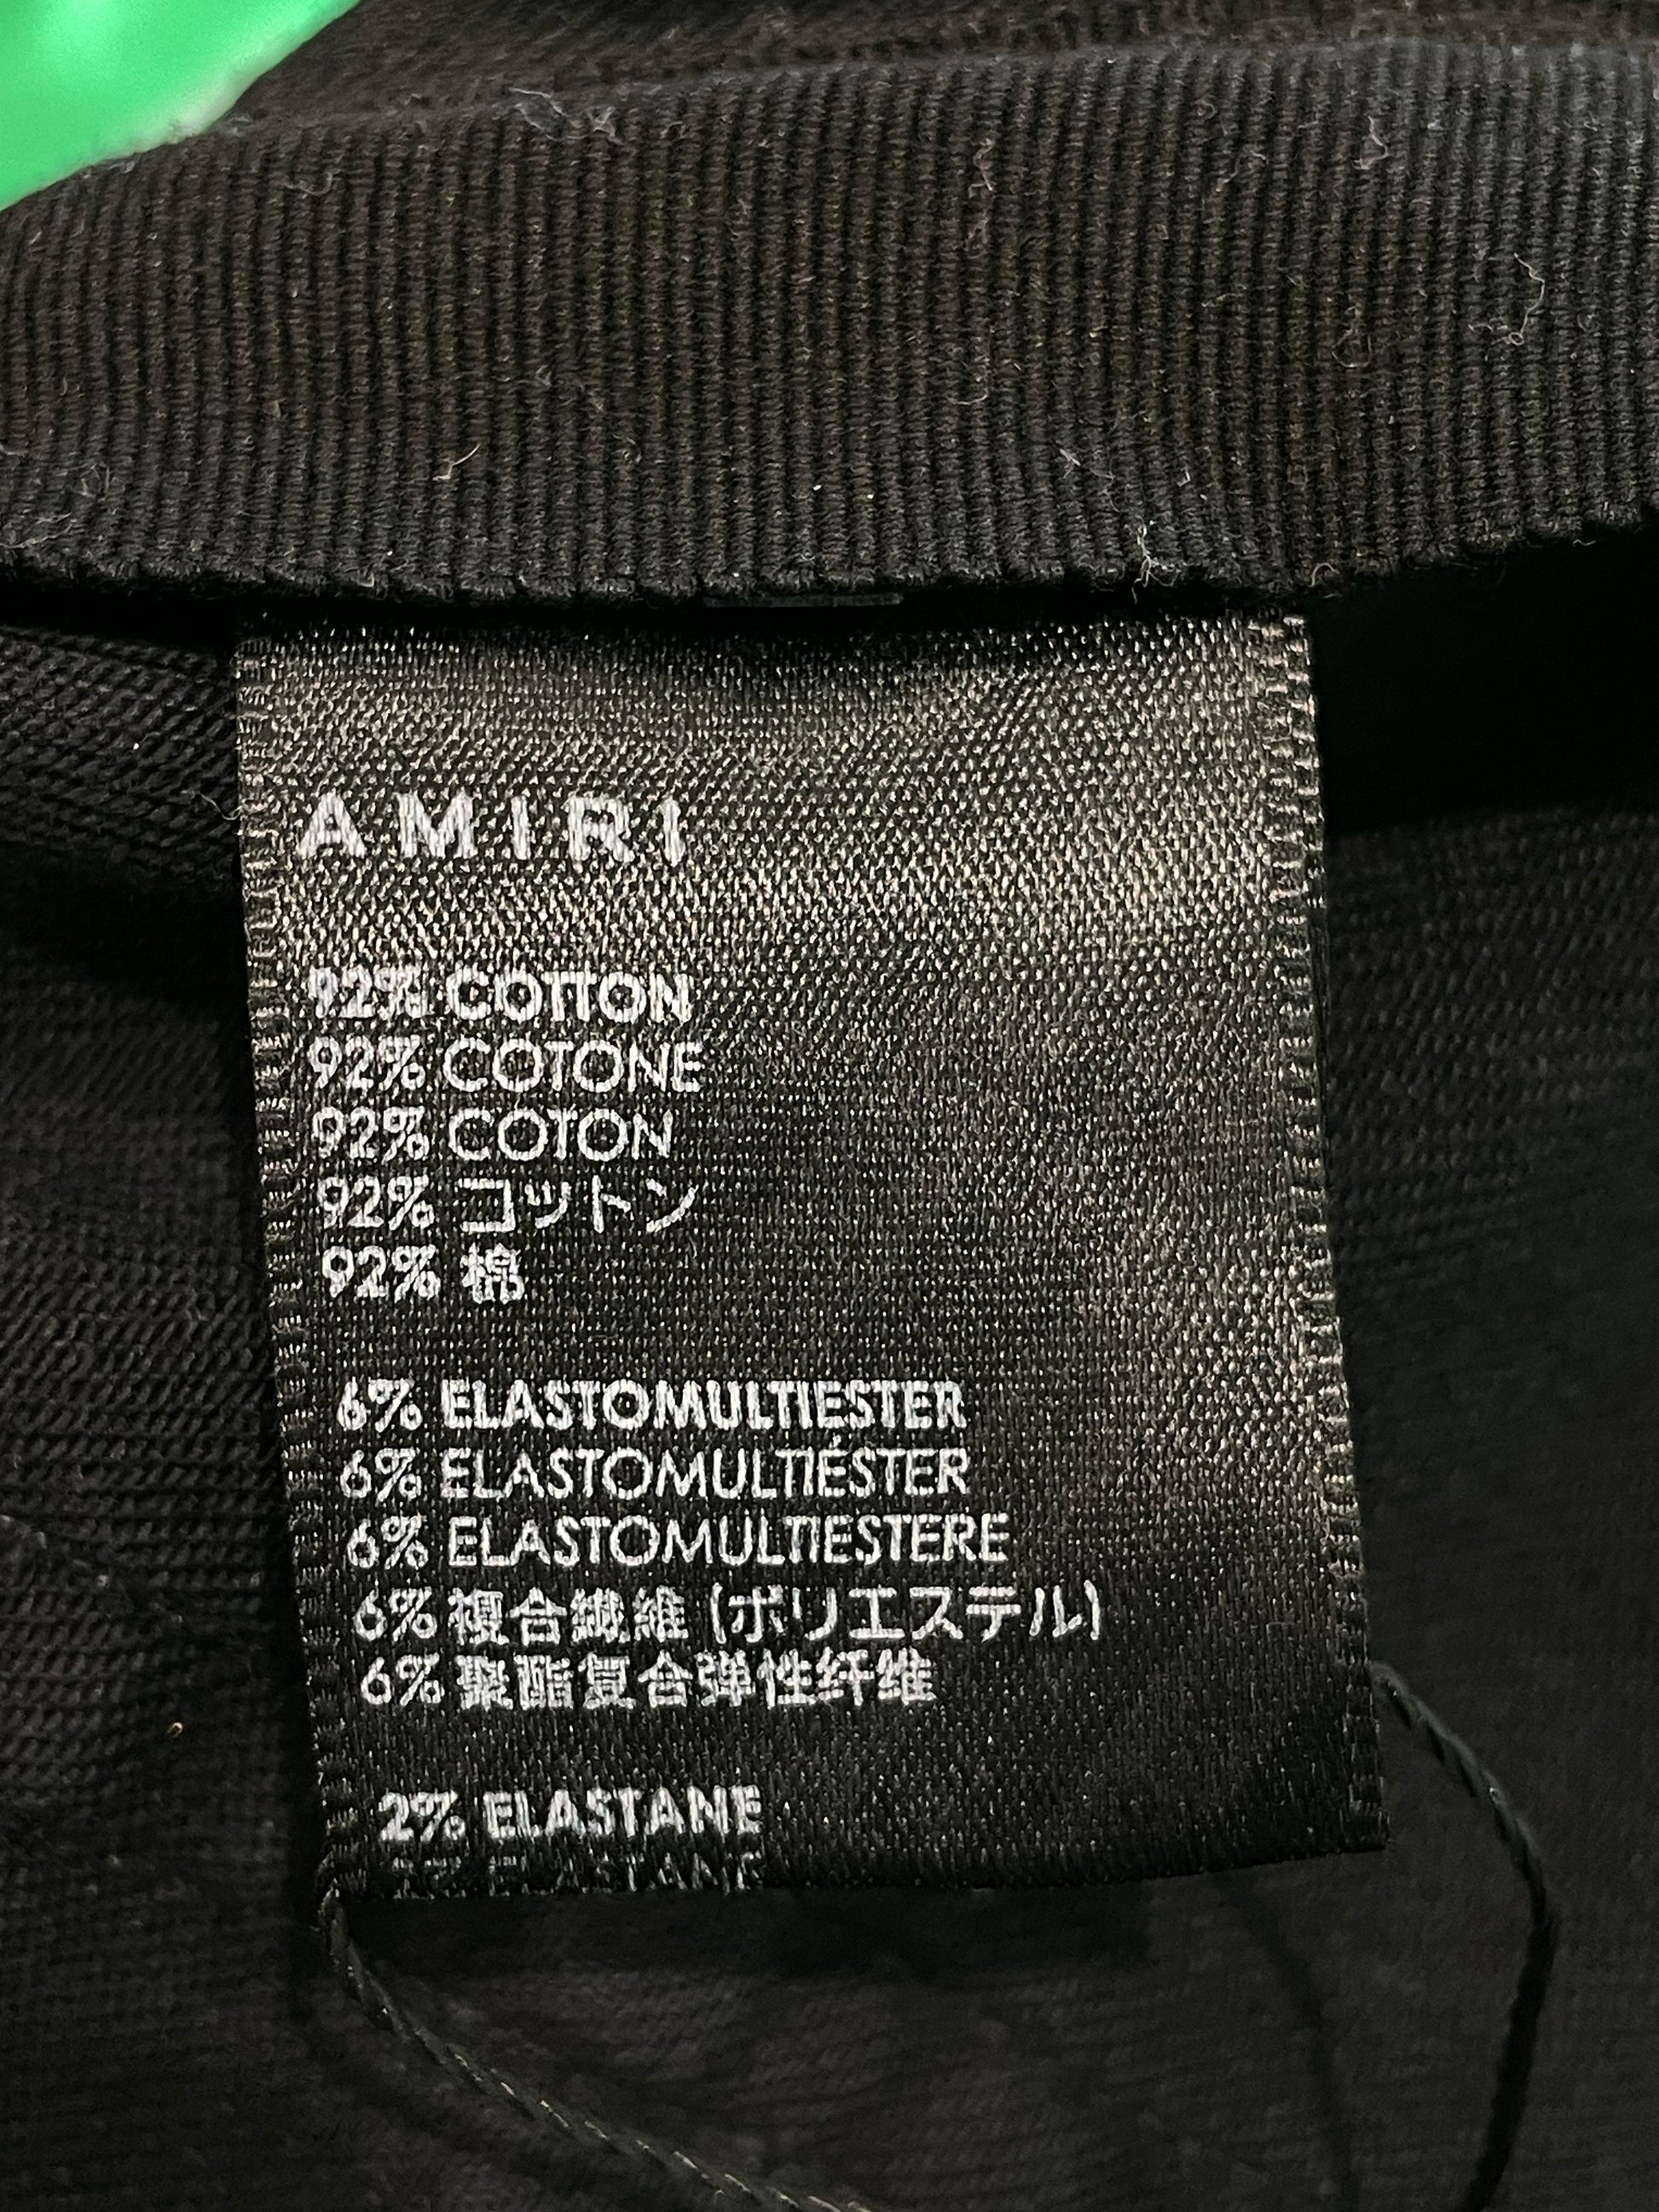 AMIRI
92% COTTON
92% COTONE
92% COTON
92% コットン
92% 棉
6% ELASTOMULTIESTER
6% ELASTOMULTIÉSTER
6% ELASTOMULTIESTERE
6% 複合繊維 (ポリエステル)
6% 聚酯复合弹性纤维
2% ELASTANE
ELASTANE